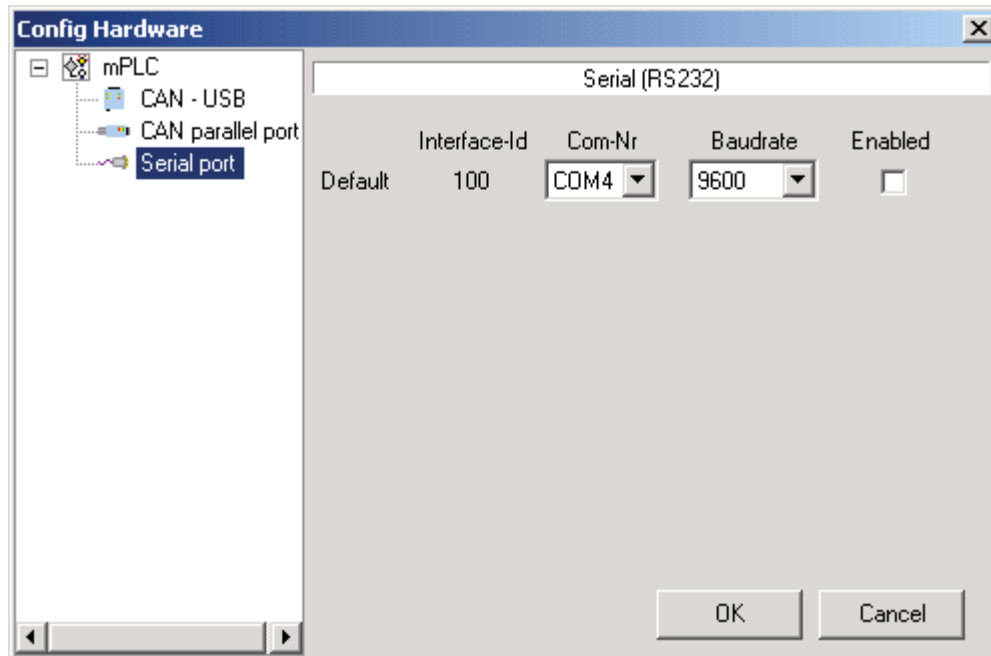 Config Hardware
mPLC
CAN - USB
CAN parallel port
Serial port
Serial (RS232)
Interface-Id Com-Nr Baudrate Enabled
Default 100 COM4 9600
OK Cancel